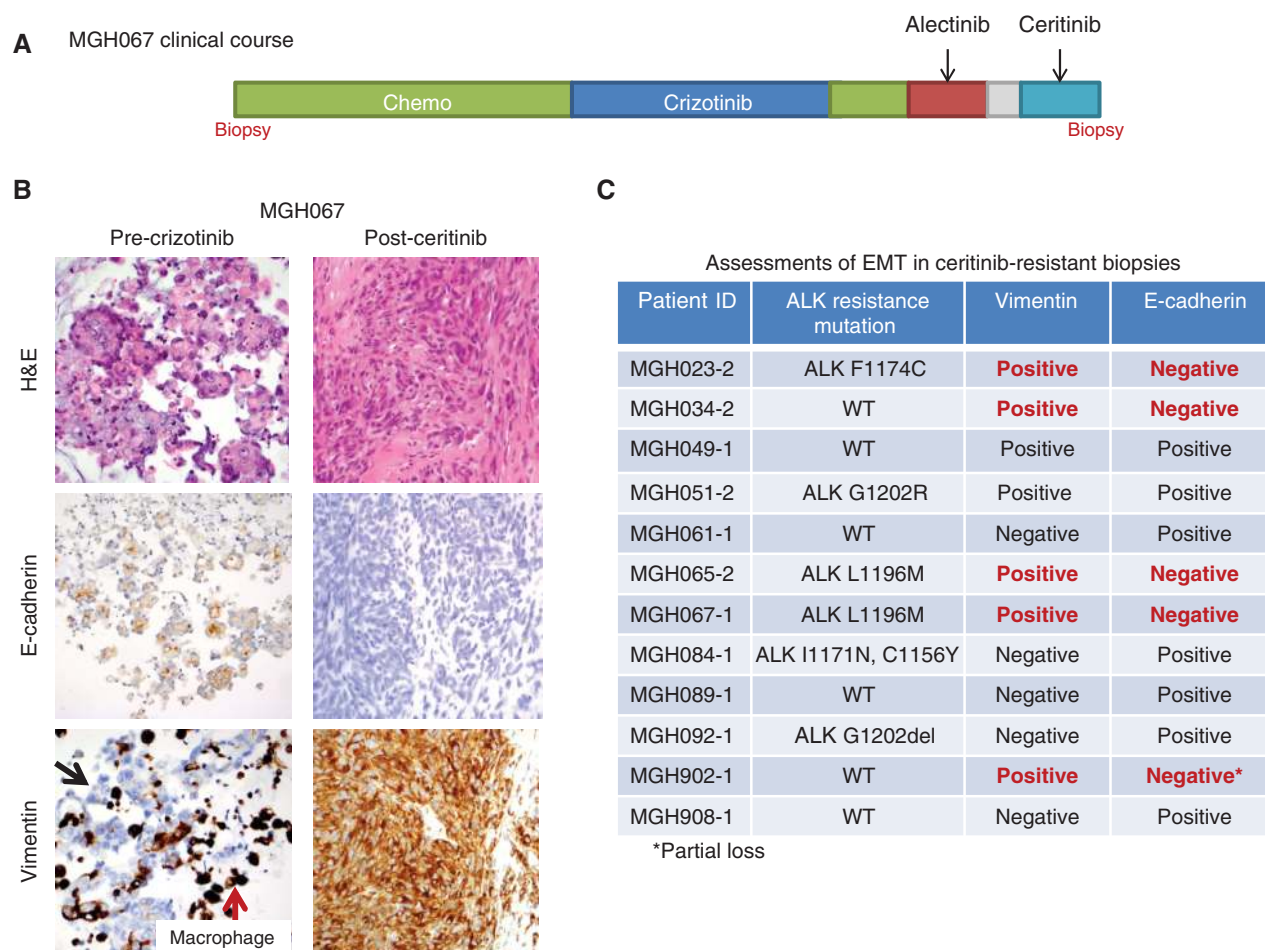 A
MGH067 clinical course
Alectinib
Ceritinib
Chemo
Crizotinib
Biopsy
Biopsy
B
MGH067
Pre-crizotinib
Post-ceritinib
H&E
E-cadherin
Vimentin
Macrophage
C
Assessments of EMT in ceritinib-resistant biopsies
Patient ID ALK resistance mutation Vimentin E-cadherin
MGH023-2 ALK F1174C Positive Negative
MGH034-2 WT Positive Negative
MGH049-1 WT Positive Positive
MGH051-2 ALK G1202R Positive Positive
MGH061-1 WT Negative Positive
MGH065-2 ALK L1196M Positive Negative
MGH067-1 ALK L1196M Positive Negative
MGH084-1 ALK I1171N, C1156Y Negative Positive
MGH089-1 WT Negative Positive
MGH092-1 ALK G1202del Negative Positive
MGH902-1 WT Positive Negative*
MGH908-1 WT Negative Positive
*Partial loss